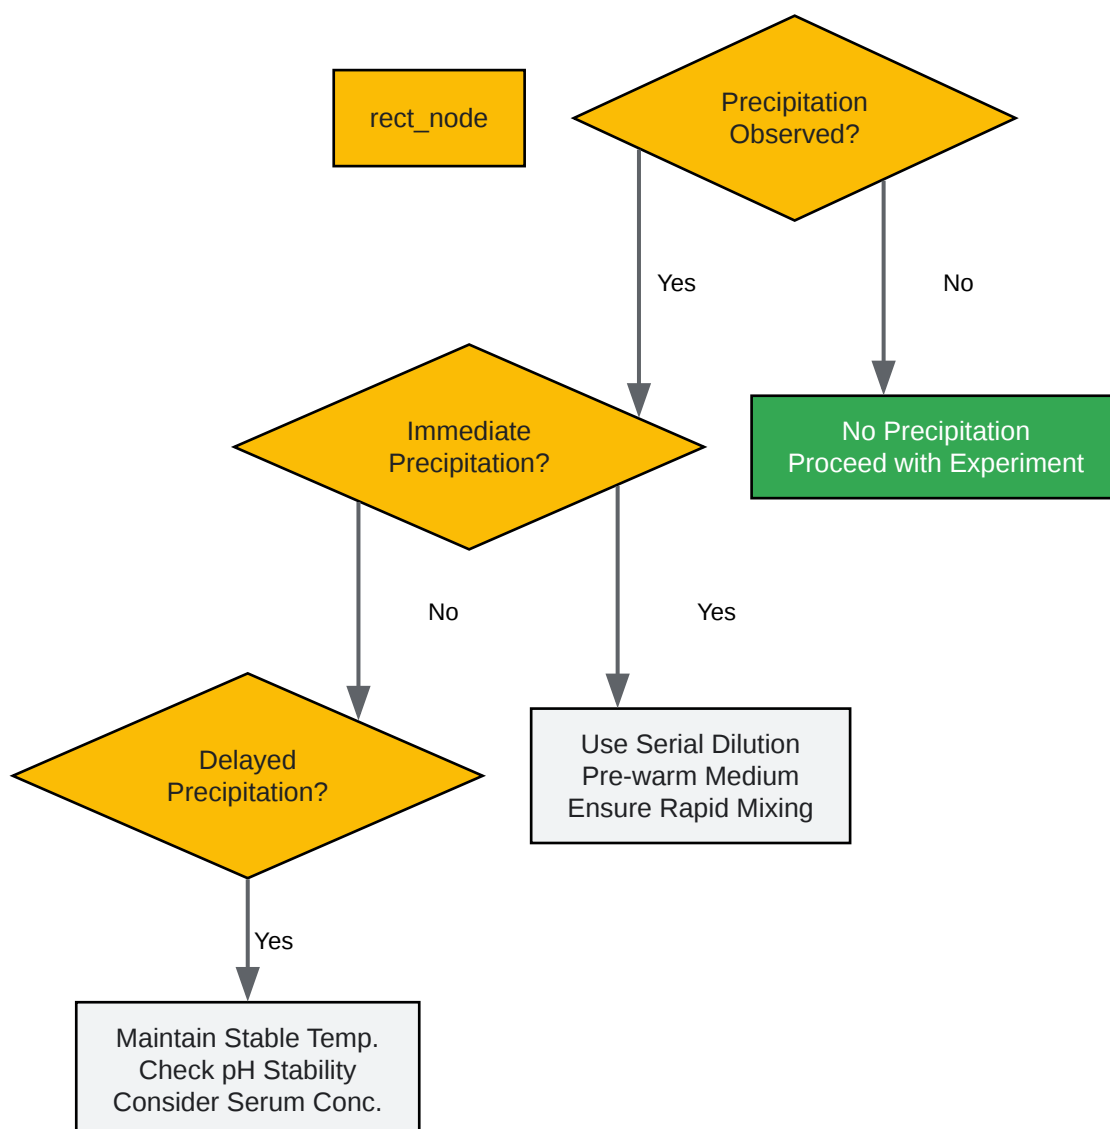 rect_node
Precipitation
Observed?
Yes
No
Immediate
Precipitation?
No Precipitation
Proceed with Experiment
No
Yes
Delayed
Precipitation?
Use Serial Dilution
Pre-warm Medium
Ensure Rapid Mixing
Yes
Maintain Stable Temp.
Check pH Stability
Consider Serum Conc.